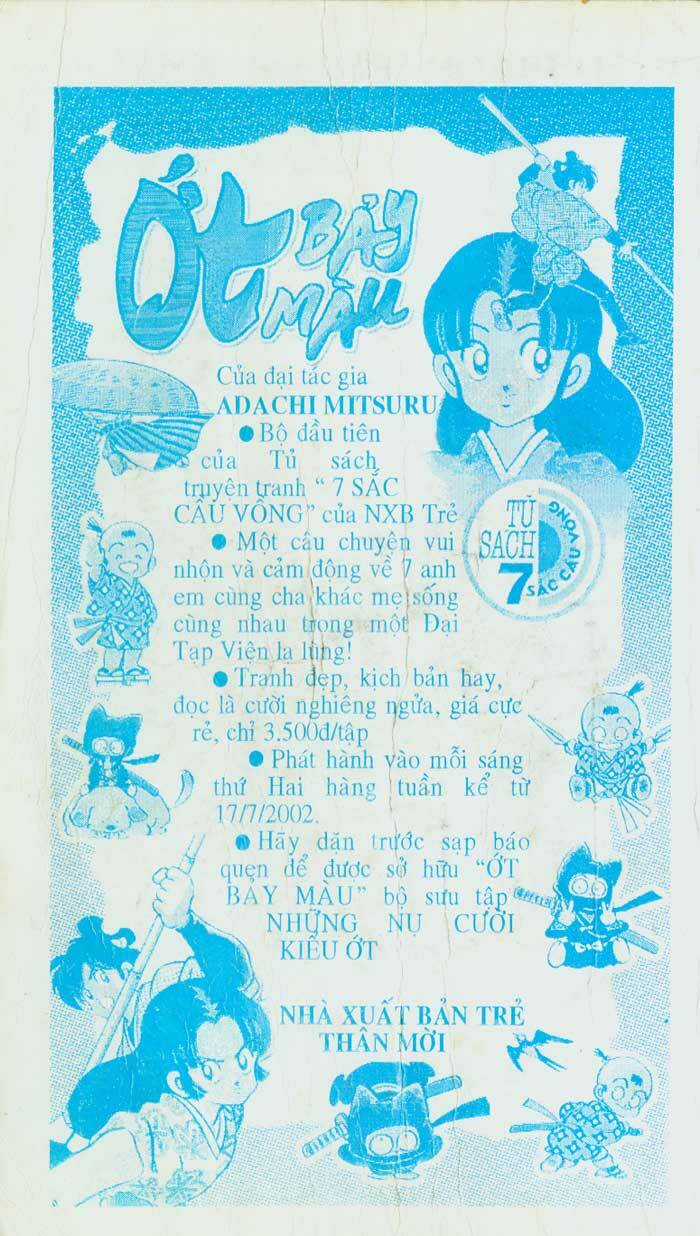 ỚT BẢY
MÀU
Của đại tác gia
ADACHI MITSURU
● Bộ đầu tiên
của Tủ sách
truyện tranh “ 7 SẮC
CẦU VỒNG” của NXB Trẻ
TỦ
SÁCH
7 SẮC CẦU VỒNG
● Một câu chuyện vui
nhộn và cảm động về 7 anh
em cùng cha khác mẹ sống
cùng nhau trong một Đại
Tạp Viện lạ lùng!
● Tranh đẹp, kịch bản hay,
đọc là cười nghiêng ngửa, giá cực
rẻ, chỉ 3.500đ/tập
● Phát hành vào mỗi sáng
thứ Hai hàng tuần kể từ
17/7/2002.
● Hãy dặn trước sạp báo
quen để được sở hữu “ỚT
BẢY MÀU” bộ sưu tập
NHỮNG NỤ CƯỜI
KIỂU ỚT
NHÀ XUẤT BẢN TRẺ
THÂN MỜI